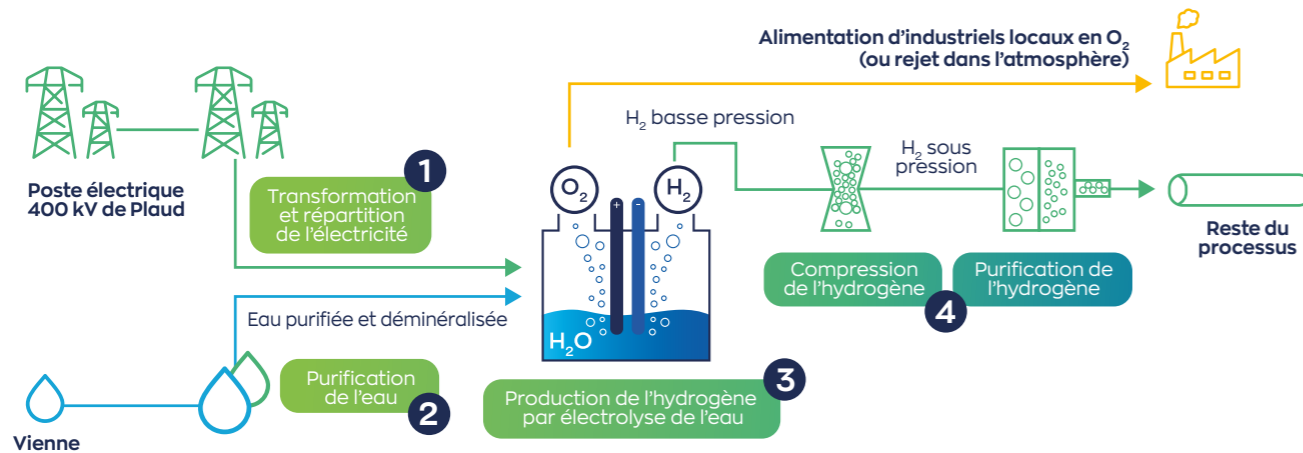 Alimentation d'industriels locaux en O₂
(ou rejet dans l'atmosphère)
Poste électrique
400 kV de Plaud
1
Transformation
et répartition
de l'électricité
Eau purifiée et déminéralisée
Vienne
Purification
de l'eau
2
O₂
H₂
+
-
H₂O
3
Production de l'hydrogène
par électrolyse de l'eau
H₂ basse pression
H₂ sous
pression
Compression
de l'hydrogène
4
Purification de
l'hydrogène
Reste du
processus